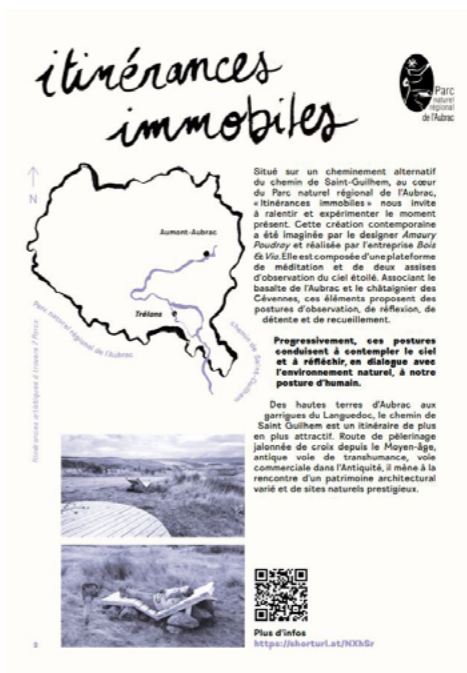 itinérances
immobiles
Parc
naturel
régional
de l'Aubrac
N
Aumont-Aubrac
Trélans
Parc naturel régional de l'Aubrac
chemin de Saint-Guilhem
Itinérances artistiques à travers 7 Parcs
Situé sur un cheminement alternatif
du chemin de Saint-Guilhem, au cœur
du Parc naturel régional de l'Aubrac,
« Itinérances immobiles » nous invite
à ralentir et expérimenter le moment
présent. Cette création contemporaine
a été imaginée par le designer Amaury
Poudray et réalisée par l'entreprise Bois
& Via. Elle est composée d'une plateforme
de méditation et de deux assises
d'observation du ciel étoilé. Associant le
basalte de l'Aubrac et le châtaignier des
Cévennes, ces éléments proposent des
postures d'observation, de réflexion, de
détente et de recueillement.
Progressivement, ces postures
conduisent à contempler le ciel
et à réfléchir, en dialogue avec
l'environnement naturel, à notre
posture d'humain.
Des hautes terres d'Aubrac aux
garrigues du Languedoc, le chemin de
Saint Guilhem est un itinéraire de plus
en plus attractif. Route de pèlerinage
jalonnée de croix depuis le Moyen-âge,
antique voie de transhumance, voie
commerciale dans l'Antiquité, il mène à la
rencontre d'un patrimoine architectural
varié et de sites naturels prestigieux.
Plus d'infos
https://shorturl.at/NXhSr